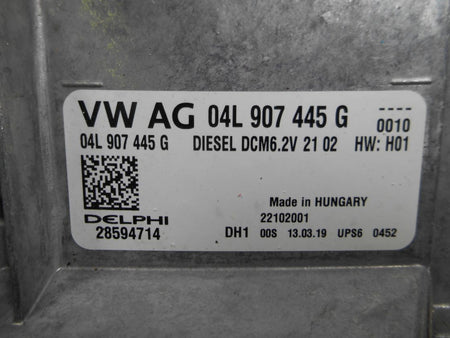 VW AG 04L 907 445 G ----
0010
04L 907 445 G DIESEL DCM6.2V 21 02 HW: H01
Made in HUNGARY
DELPHI 22102001
28594714 DH1 00S 13.03.19 UPS6 0452